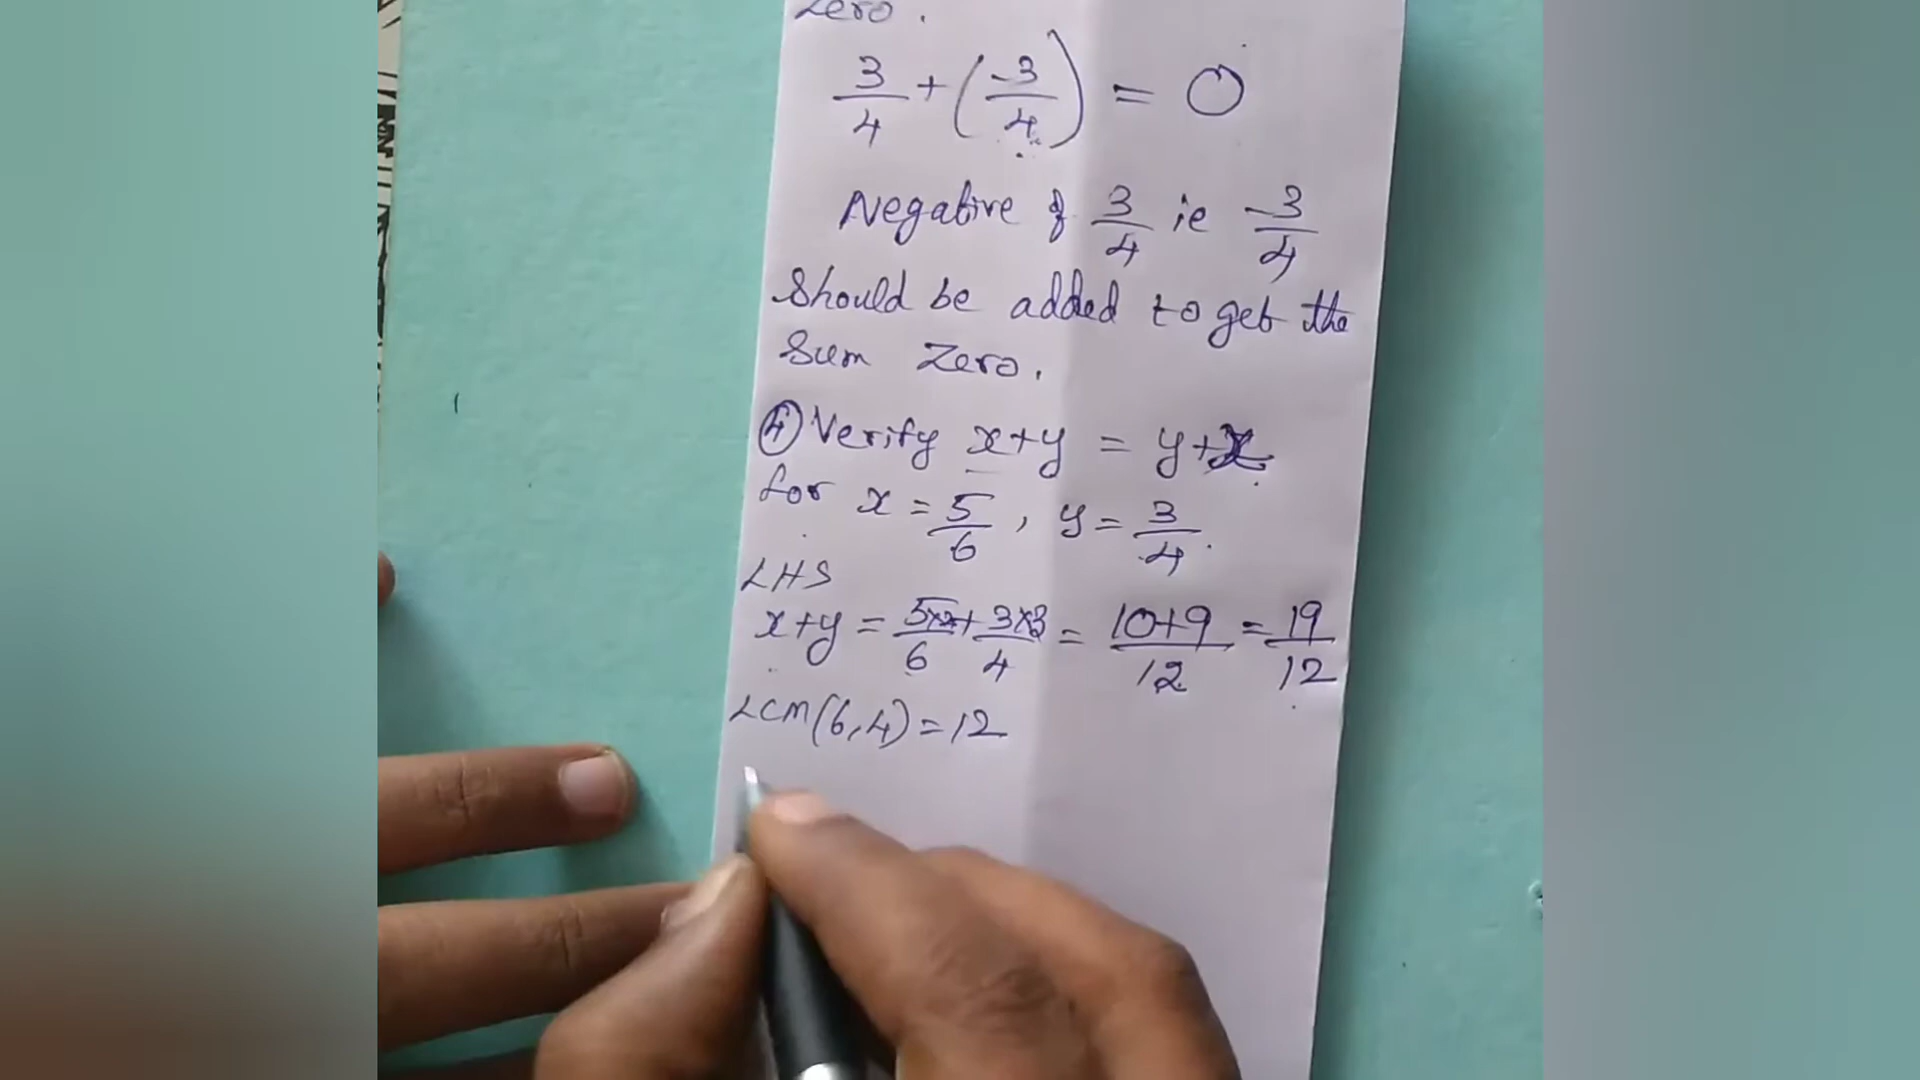 Zero.
3/4 + (-3/4) = 0
Negative of 3/4 ie -3/4
Should be added to get the
Sum Zero.
④ Verify x+y = y+x
for x = 5/6, y = 3/4.
LHS
x+y = 5×2/6 + 3×3/4 = 10+9/12 = 19/12
LCM(6,4) = 12